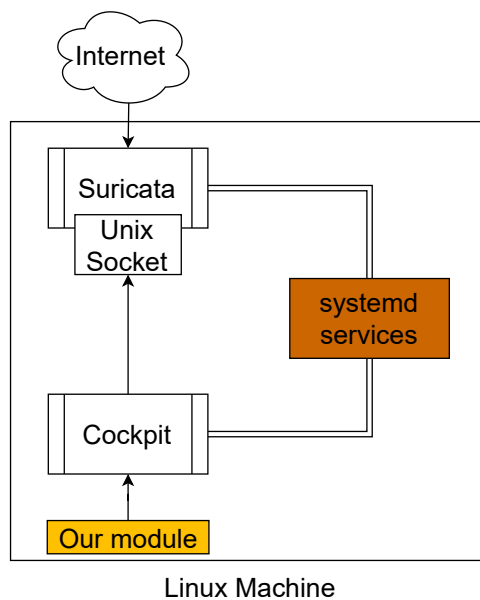 Internet
Suricata
Unix
Socket
systemd
services
Cockpit
Our module
Linux Machine